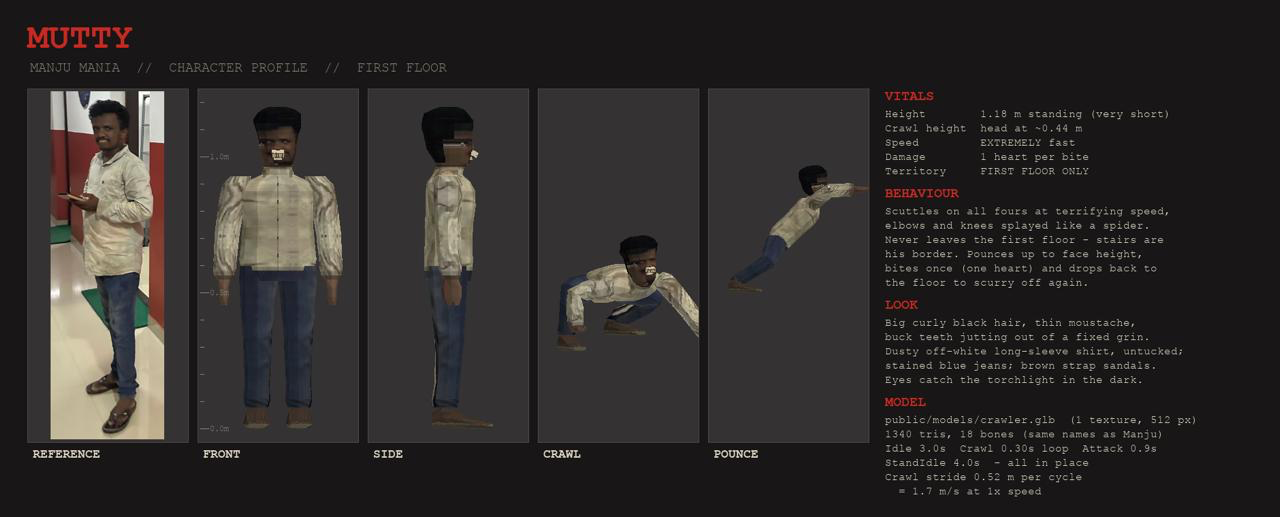 MUTTY
MANJU MANIA // CHARACTER PROFILE // FIRST FLOOR
1.0m
0.5m
0.0m
REFERENCE
FRONT
SIDE
CRAWL
POUNCE
VITALS
Height 1.18 m standing (very short)
Crawl height head at ~0.44 m
Speed EXTREMELY fast
Damage 1 heart per bite
Territory FIRST FLOOR ONLY
BEHAVIOUR
Scuttles on all fours at terrifying speed,
elbows and knees splayed like a spider.
Never leaves the first floor - stairs are
his border. Pounces up to face height,
bites once (one heart) and drops back to
the floor to scurry off again.
LOOK
Big curly black hair, thin moustache,
buck teeth jutting out of a fixed grin.
Dusty off-white long-sleeve shirt, untucked;
stained blue jeans; brown strap sandals.
Eyes catch the torchlight in the dark.
MODEL
public/models/crawler.glb (1 texture, 512 px)
1340 tris, 18 bones (same names as Manju)
Idle 3.0s Crawl 0.30s loop Attack 0.9s
StandIdle 4.0s - all in place
Crawl stride 0.52 m per cycle
= 1.7 m/s at 1x speed